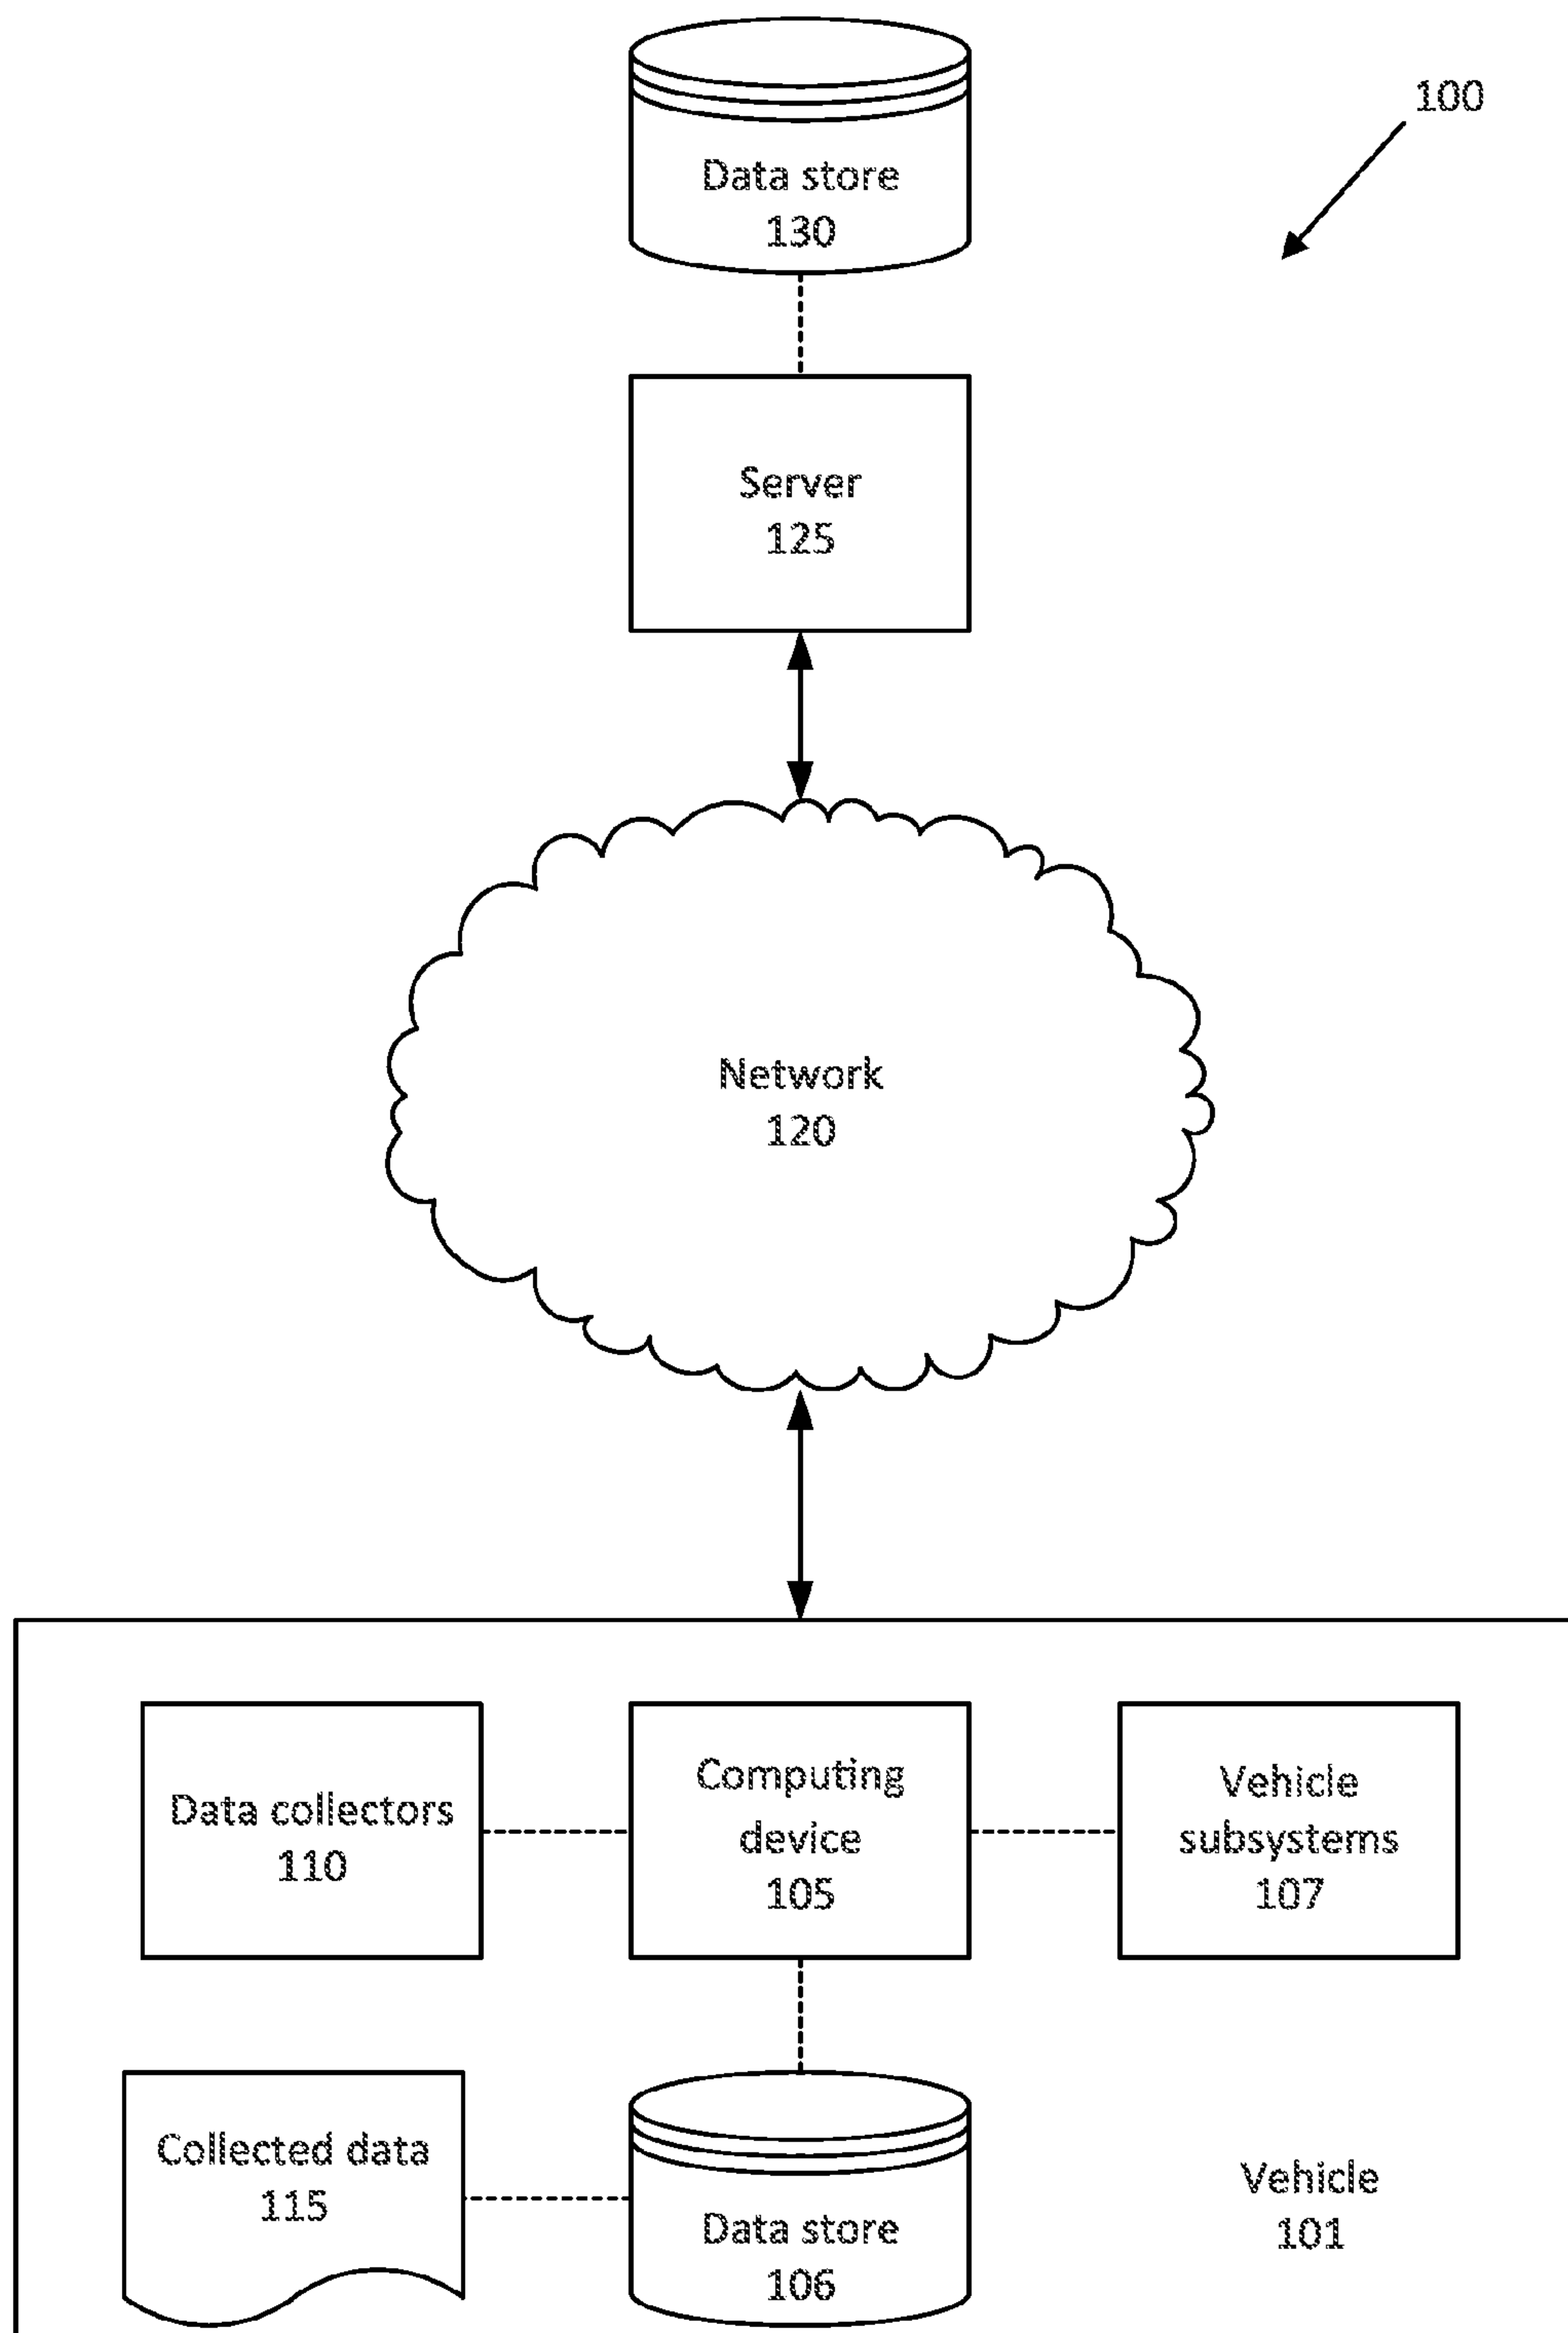 100
Data store
130
Server
125
Network
120
Data collectors
110
Computing
device
105
Vehicle
subsystems
107
Collected data
115
Data store
106
Vehicle
101